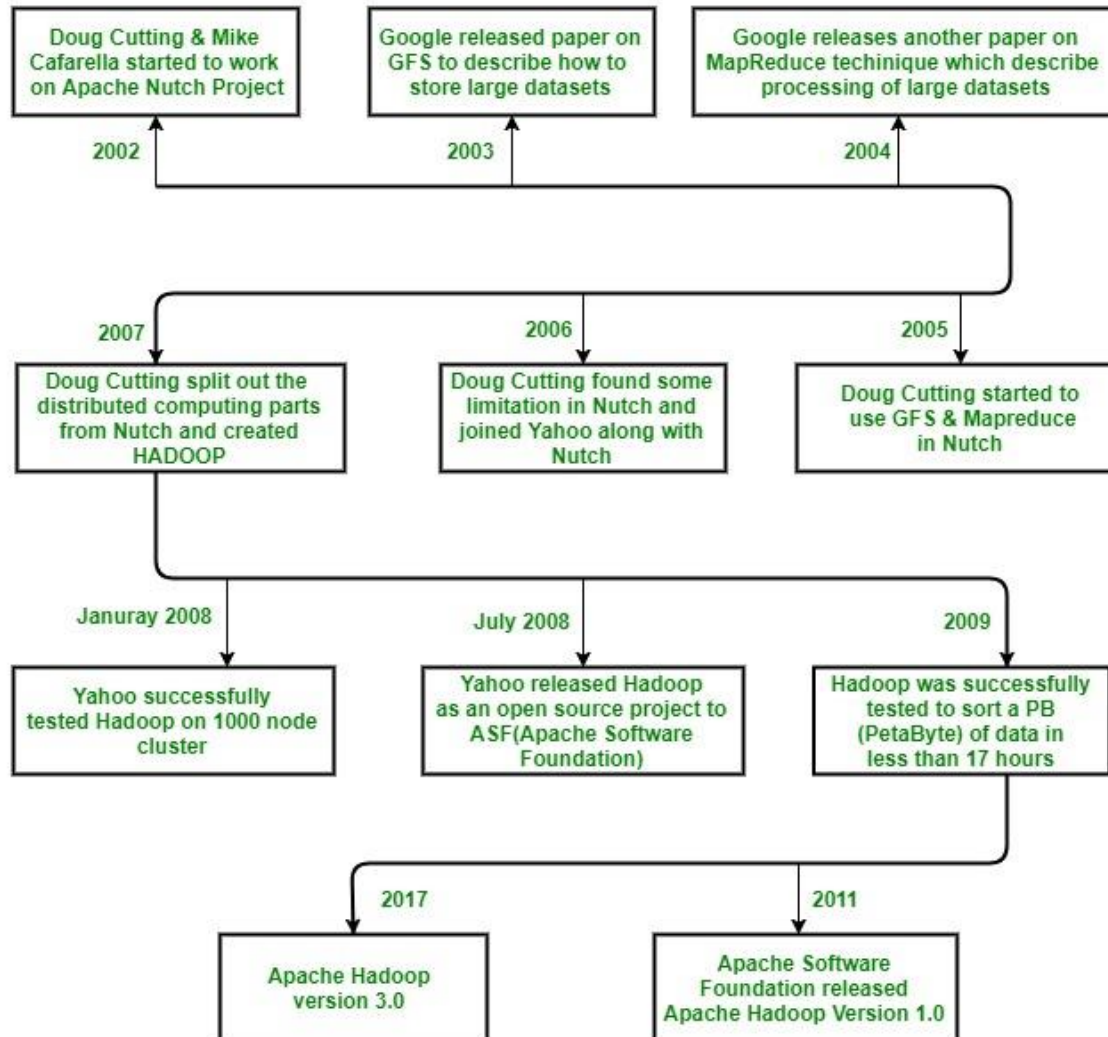 Doug Cutting & Mike
Cafarella started to work
on Apache Nutch Project
Google released paper on
GFS to describe how to
store large datasets
Google releases another paper on
MapReduce techinique which describe
processing of large datasets
2002
2003
2004
2007
2006
2005
Doug Cutting split out the
distributed computing parts
from Nutch and created
HADOOP
Doug Cutting found some
limitation in Nutch and
joined Yahoo along with
Nutch
Doug Cutting started to
use GFS & Mapreduce
in Nutch
Januray 2008
July 2008
2009
Yahoo successfully
tested Hadoop on 1000 node
cluster
Yahoo released Hadoop
as an open source project to
ASF(Apache Software
Foundation)
Hadoop was successfully
tested to sort a PB
(PetaByte) of data in
less than 17 hours
2017
2011
Apache Hadoop
version 3.0
Apache Software
Foundation released
Apache Hadoop Version 1.0